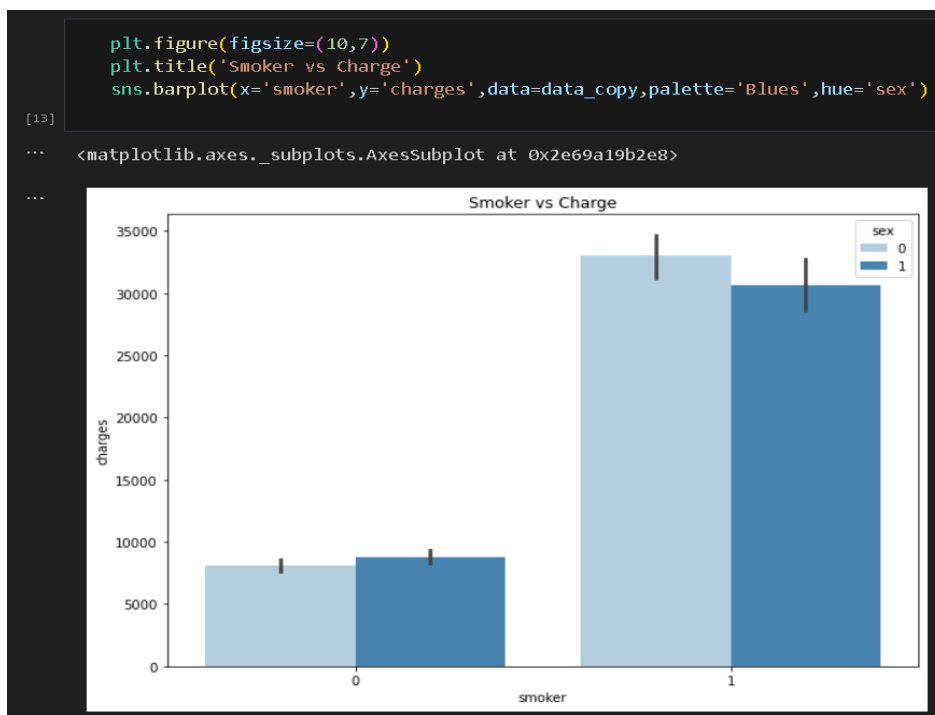 plt.figure(figsize=(10,7))
plt.title('Smoker vs Charge')
sns.barplot(x='smoker',y='charges',data=data_copy,palette='Blues',hue='sex')
[13]
... <matplotlib.axes._subplots.AxesSubplot at 0x2e69a19b2e8>
...
Smoker vs Charge
sex
0
1
35000
30000
25000
20000
15000
10000
5000
0
charges
0 1
smoker